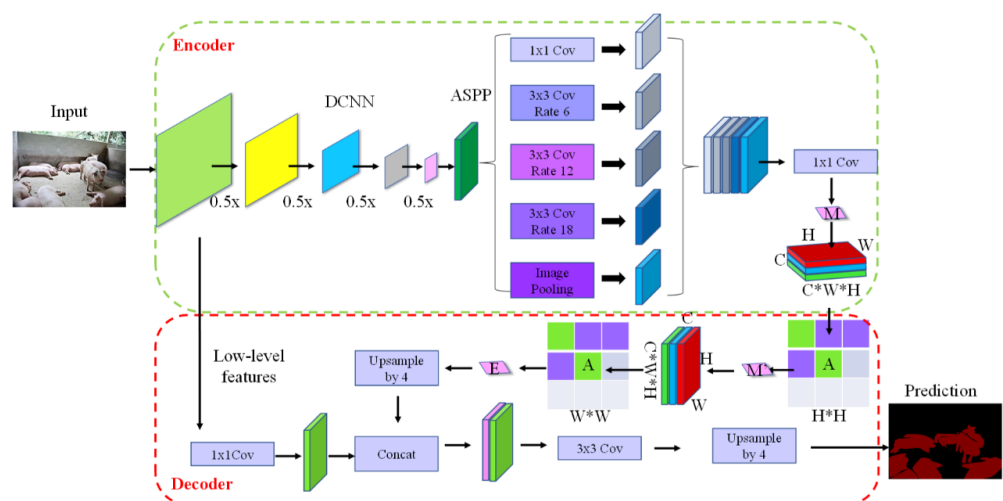 Encoder
Input
DCNN
ASPP
0.5x
0.5x
0.5x
0.5x
1x1 Cov
3x3 Cov
Rate 6
3x3 Cov
Rate 12
3x3 Cov
Rate 18
Image
Pooling
1x1 Cov
M
H
W
C
C*W*H
Low-level
features
Upsample
by 4
E
A
W*W
C
H
C*W*H
W
M'
A
H*H
Prediction
1x1Cov
Concat
3x3 Cov
Upsample
by 4
Decoder